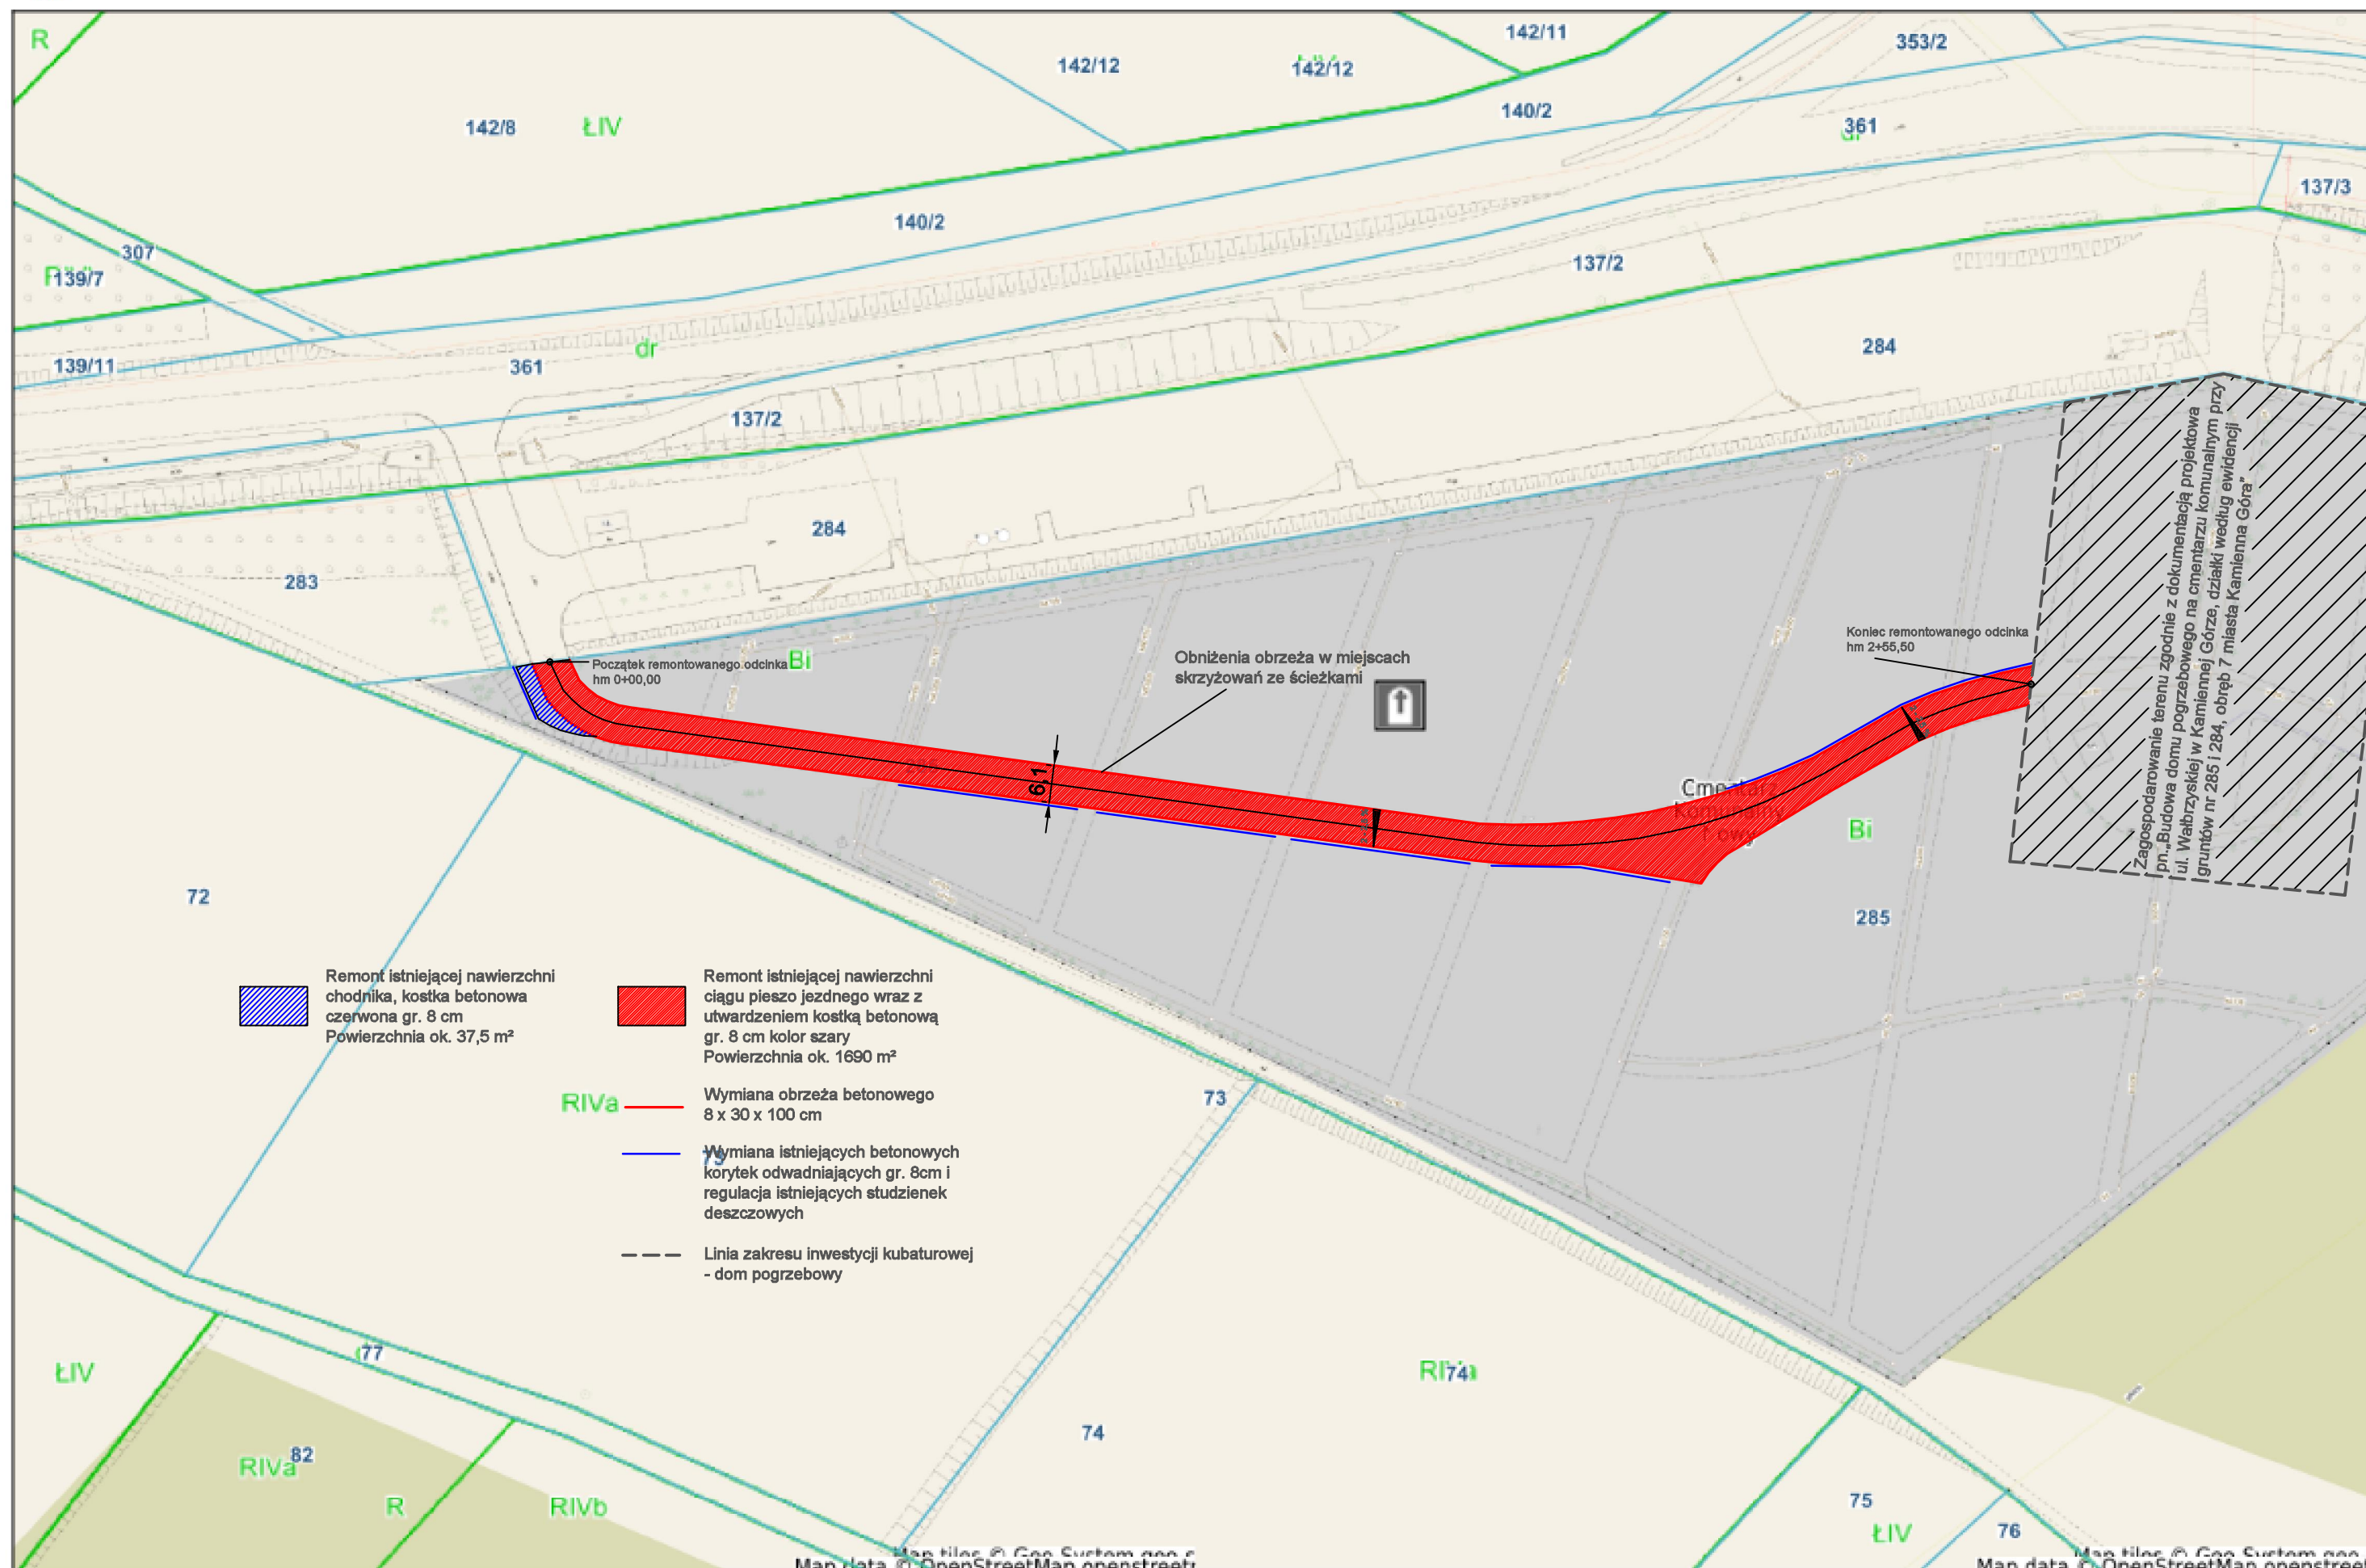 R
142/8
ŁIV
142/12
142/12
142/11
353/2
140/2
361
137/3
307
139/7
140/2
137/2
139/11
361
dr
137/2
284
284
283
Początek remontowanego odcinka
hm 0+00,00
Bi
Obniżenia obrzeża w miejscach
skrzyżowań ze ścieżkami
Koniec remontowanego odcinka
hm 2+55,50
Zagospodarowanie terenu zgodnie z dokumentacją projektowa
pn.„Budowa domu pogrzebowego na cmentarzu komunalnym przy
ul. Wałbrzyskiej w Kamiennej Górze, działki według ewidencji
gruntów nr 285 i 284, obręb 7 miasta Kamienna Góra"
6,1
Bi
285
72
Remont istniejącej nawierzchni
chodnika, kostka betonowa
czerwona gr. 8 cm
Powierzchnia ok. 37,5 m²
Remont istniejącej nawierzchni
ciągu pieszo jezdnego wraz z
utwardzeniem kostką betonową
gr. 8 cm kolor szary
Powierzchnia ok. 1690 m²
RIVa
73
Wymiana obrzeża betonowego
8 x 30 x 100 cm
Wymiana istniejących betonowych
korytek odwadniających gr. 8cm i
regulacja istniejących studzienek
deszczowych
Linia zakresu inwestycji kubaturowej
- dom pogrzebowy
77
ŁIV
RIVa
82
R
RIVb
74
74
75
ŁIV
76